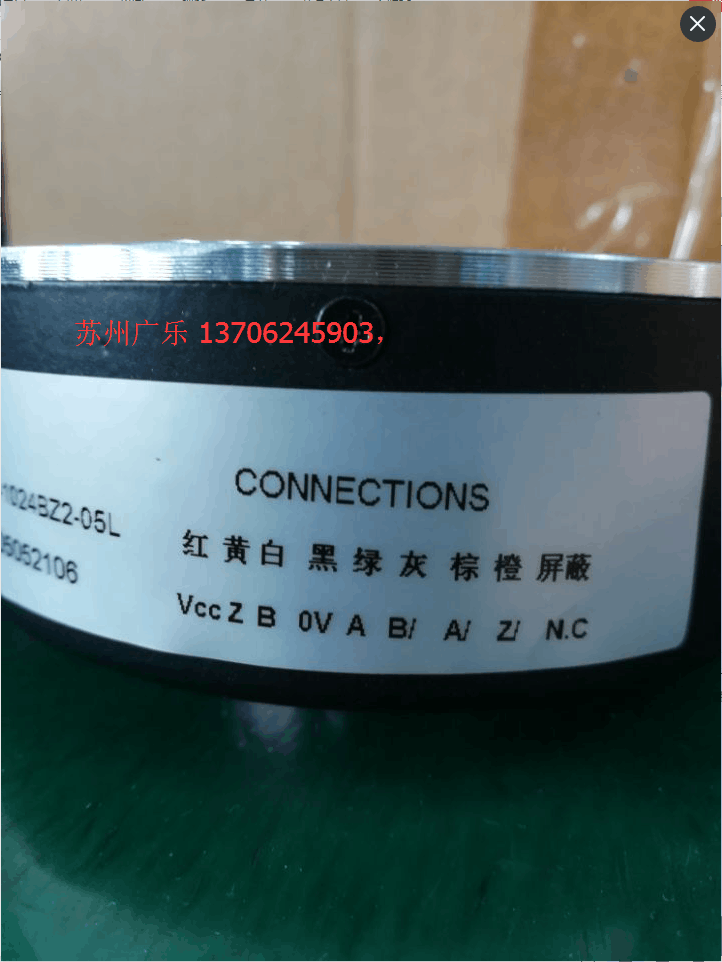 苏州广乐 13706245903，
CONNECTIONS
-1024BZ2-05L
红 黄 白 黑 绿 灰 棕 橙 屏蔽
05052106
Vcc Z B 0V A B/ A/ Z/ N.C